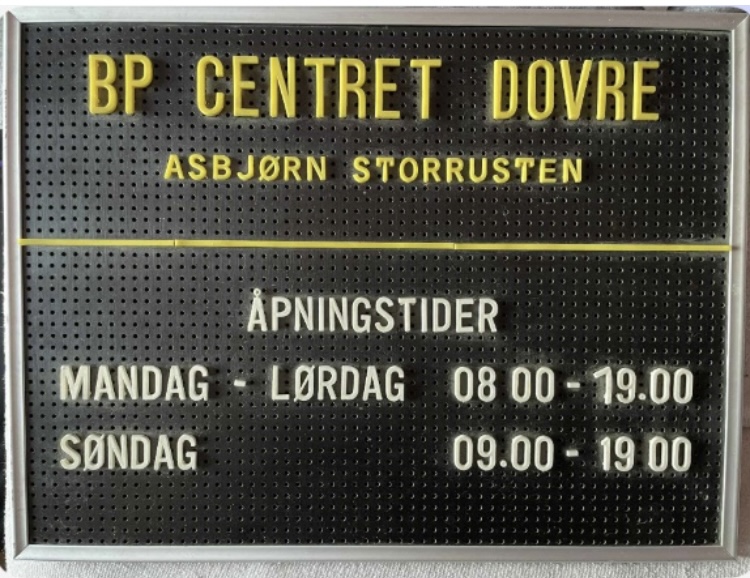 BP CENTRET DOVRE
ASBJØRN STORRUSTEN
ÅPNINGSTIDER
MANDAG - LØRDAG 08 00 - 19.00
SØNDAG 09.00 - 19 00